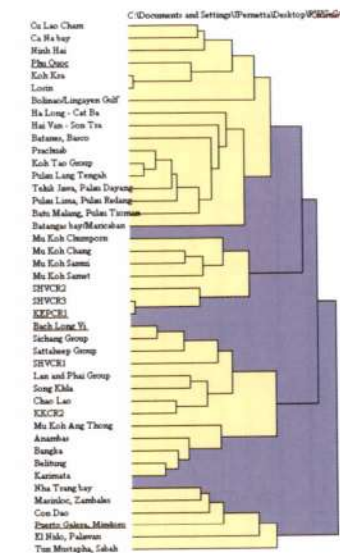 C:\Documents and Settings\JPernetta\Desktop\
Cu Lao Cham
Ca Na bay
Ninh Hai
Phu Quoc
Koh Kra
Losin
Bolinao/Lingayen Gulf
Ha Long - Cat Ba
Hai Van - Son Tra
Batanes, Basco
Prachuab
Koh Tao Group
Pulau Lang Tengah
Teluk Jawa, Palau Dayang
Pulau Lima, Pulau Redang
Batu Malang, Pulau Tioman
Batangas bay/Maricaban
Mu Koh Chumporn
Mu Koh Chang
Mu Koh Samui
Mu Koh Samet
SHVCR2
SHVCR3
KEPCR1
Bach Long Vi
Sichang Group
Sattaheep Group
SHVCR1
Lan and Phai Group
Song Khla
Chao Lao
KKCR2
Mu Koh Ang Thong
Anambas
Bangka
Belitung
Karimata
Nha Trang bay
Masinloc, Zambales
Con Dao
Puerto Galera, Mindoro
El Nido, Palawan
Tun Mustapha, Sabah